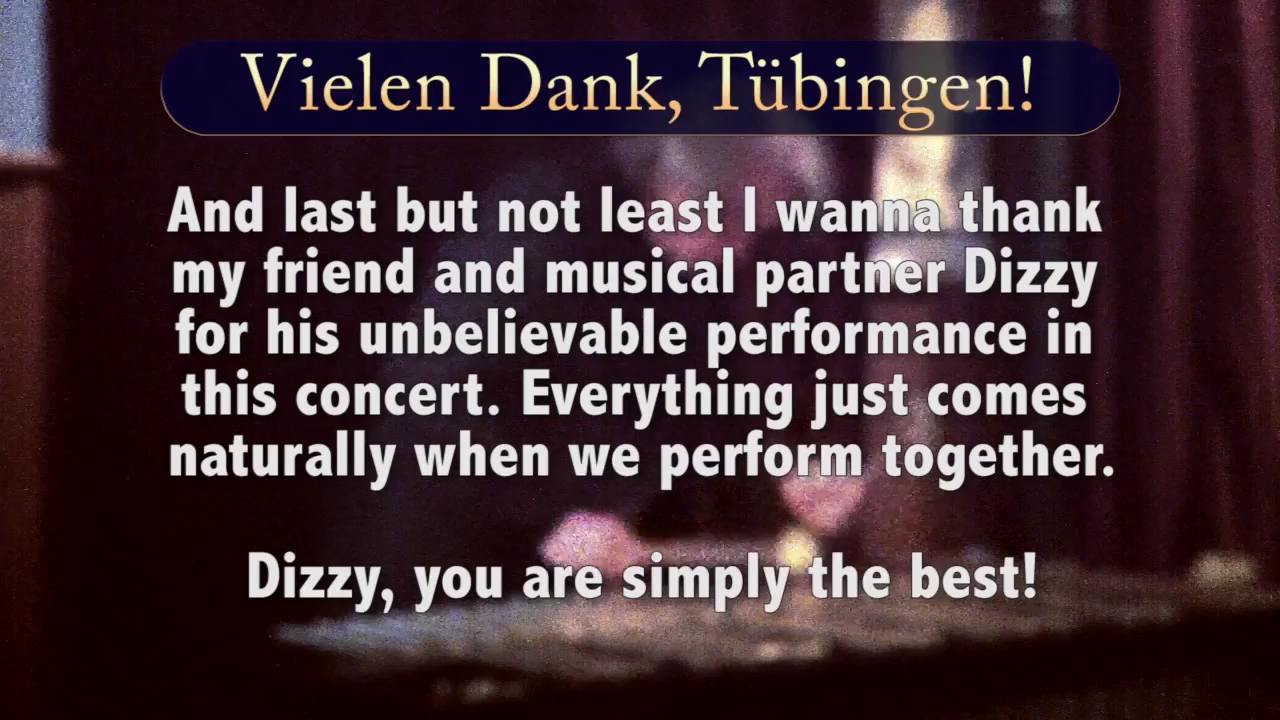 Vielen Dank, Tübingen!
And last but not least I wanna thank
my friend and musical partner Dizzy
for his unbelievable performance in
this concert. Everything just comes
naturally when we perform together.
Dizzy, you are simply the best!